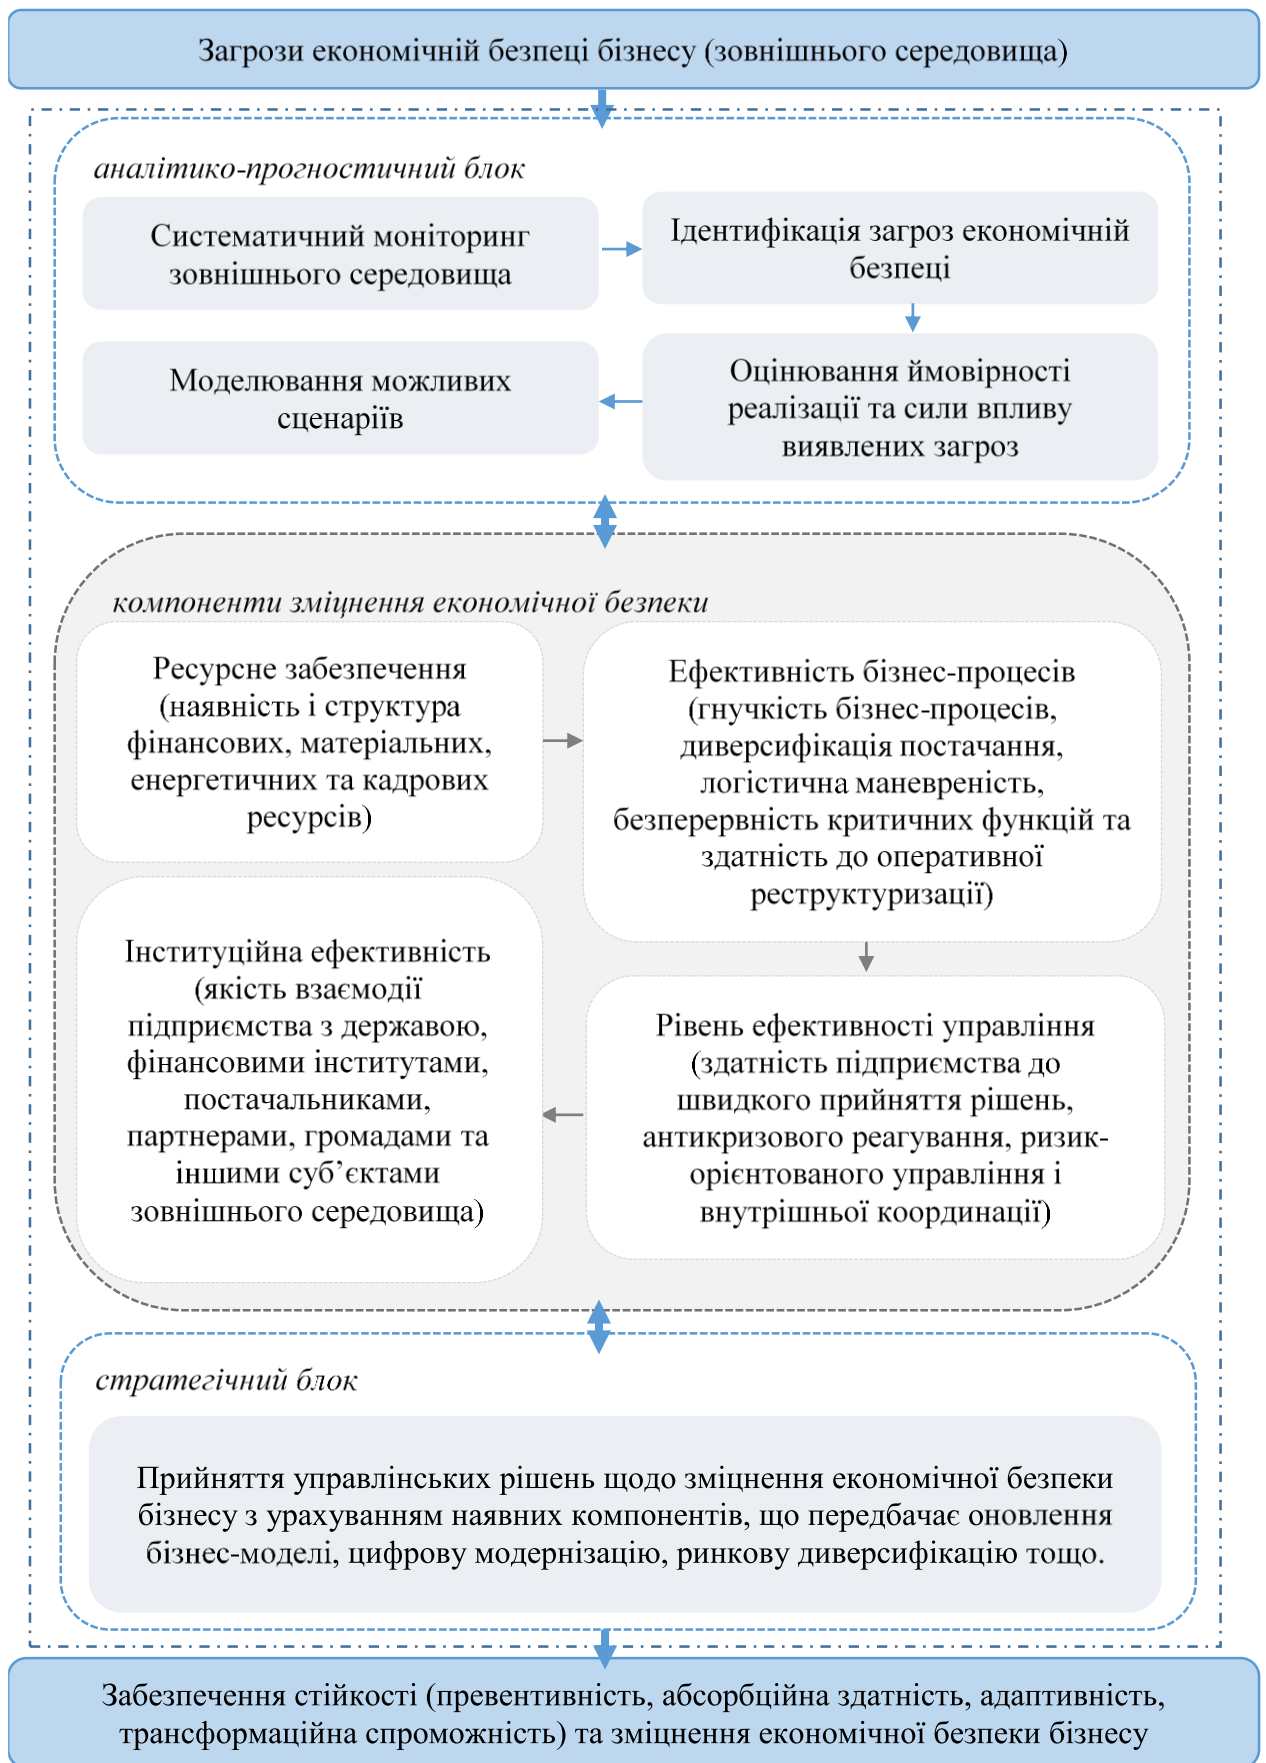 Загрози економічній безпеці бізнесу (зовнішнього середовища)
аналітико-прогностичний блок
Систематичний моніторинг
зовнішнього середовища
Ідентифікація загроз економічній
безпеці
Моделювання можливих
сценаріїв
Оцінювання ймовірності
реалізації та сили впливу
виявлених загроз
компоненти зміцнення економічної безпеки
Ресурсне забезпечення
(наявність і структура
фінансових, матеріальних,
енергетичних та кадрових
ресурсів)
Ефективність бізнес-процесів
(гнучкість бізнес-процесів,
диверсифікація постачання,
логістична маневреність,
безперервність критичних функцій та
здатність до оперативної
реструктуризації)
Інституційна ефективність
(якість взаємодії
підприємства з державою,
фінансовими інститутами,
постачальниками,
партнерами, громадами та
іншими суб’єктами
зовнішнього середовища)
Рівень ефективності управління
(здатність підприємства до
швидкого прийняття рішень,
антикризового реагування, ризик-
орієнтованого управління і
внутрішньої координації)
стратегічний блок
Прийняття управлінських рішень щодо зміцнення економічної безпеки
бізнесу з урахуванням наявних компонентів, що передбачає оновлення
бізнес-моделі, цифрову модернізацію, ринкову диверсифікацію тощо.
Забезпечення стійкості (превентивність, абсорбційна здатність, адаптивність,
трансформаційна спроможність) та зміцнення економічної безпеки бізнесу